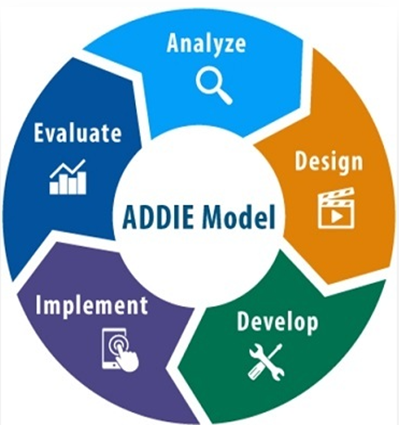 Analyze
Design
Develop
Implement
Evaluate
ADDIE Model